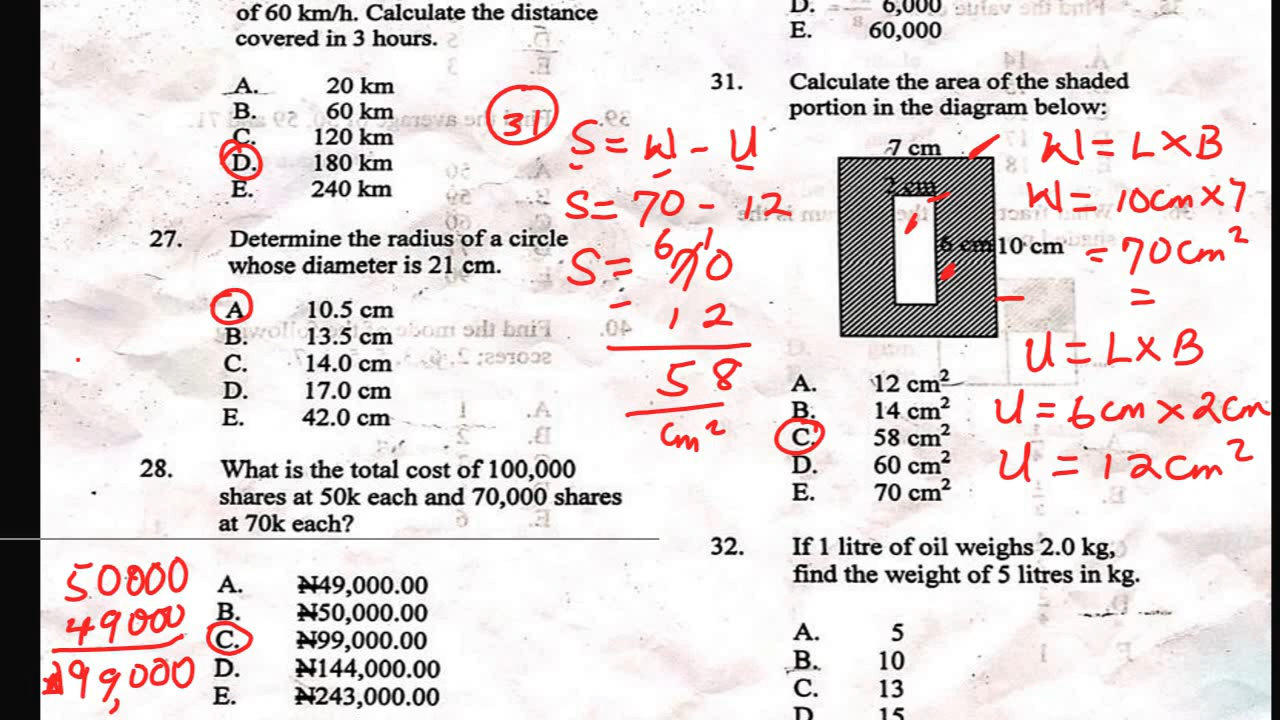 of 60 km/h. Calculate the distance
covered in 3 hours.
A. 20 km
B. 60 km
C. 120 km
D. 180 km
E. 240 km
27. Determine the radius of a circle
whose diameter is 21 cm.
A 10.5 cm
B. 13.5 cm
C. 14.0 cm
D. 17.0 cm
E. 42.0 cm
28. What is the total cost of 100,000
shares at 50k each and 70,000 shares
at 70k each?
50000
49000
99,000
A. ₦49,000.00
B. ₦50,000.00
C. ₦99,000.00
D. ₦144,000.00
E. ₦243,000.00
31
S = W - U
S = 70 - 12
S = 6 1 70
- 12
58
cm²
D. 6,000
E. 60,000
31. Calculate the area of the shaded
portion in the diagram below:
7 cm
2 cm
6 cm 10 cm
W = L X B
W = 10cm x 7
= 70cm²
=
U = L X B
U = 6cm x 2cm
U = 12cm²
A. 12 cm²
B. 14 cm²
C. 58 cm²
D. 60 cm²
E. 70 cm²
32. If 1 litre of oil weighs 2.0 kg,
find the weight of 5 litres in kg.
A. 5
B. 10
C. 13
D 15